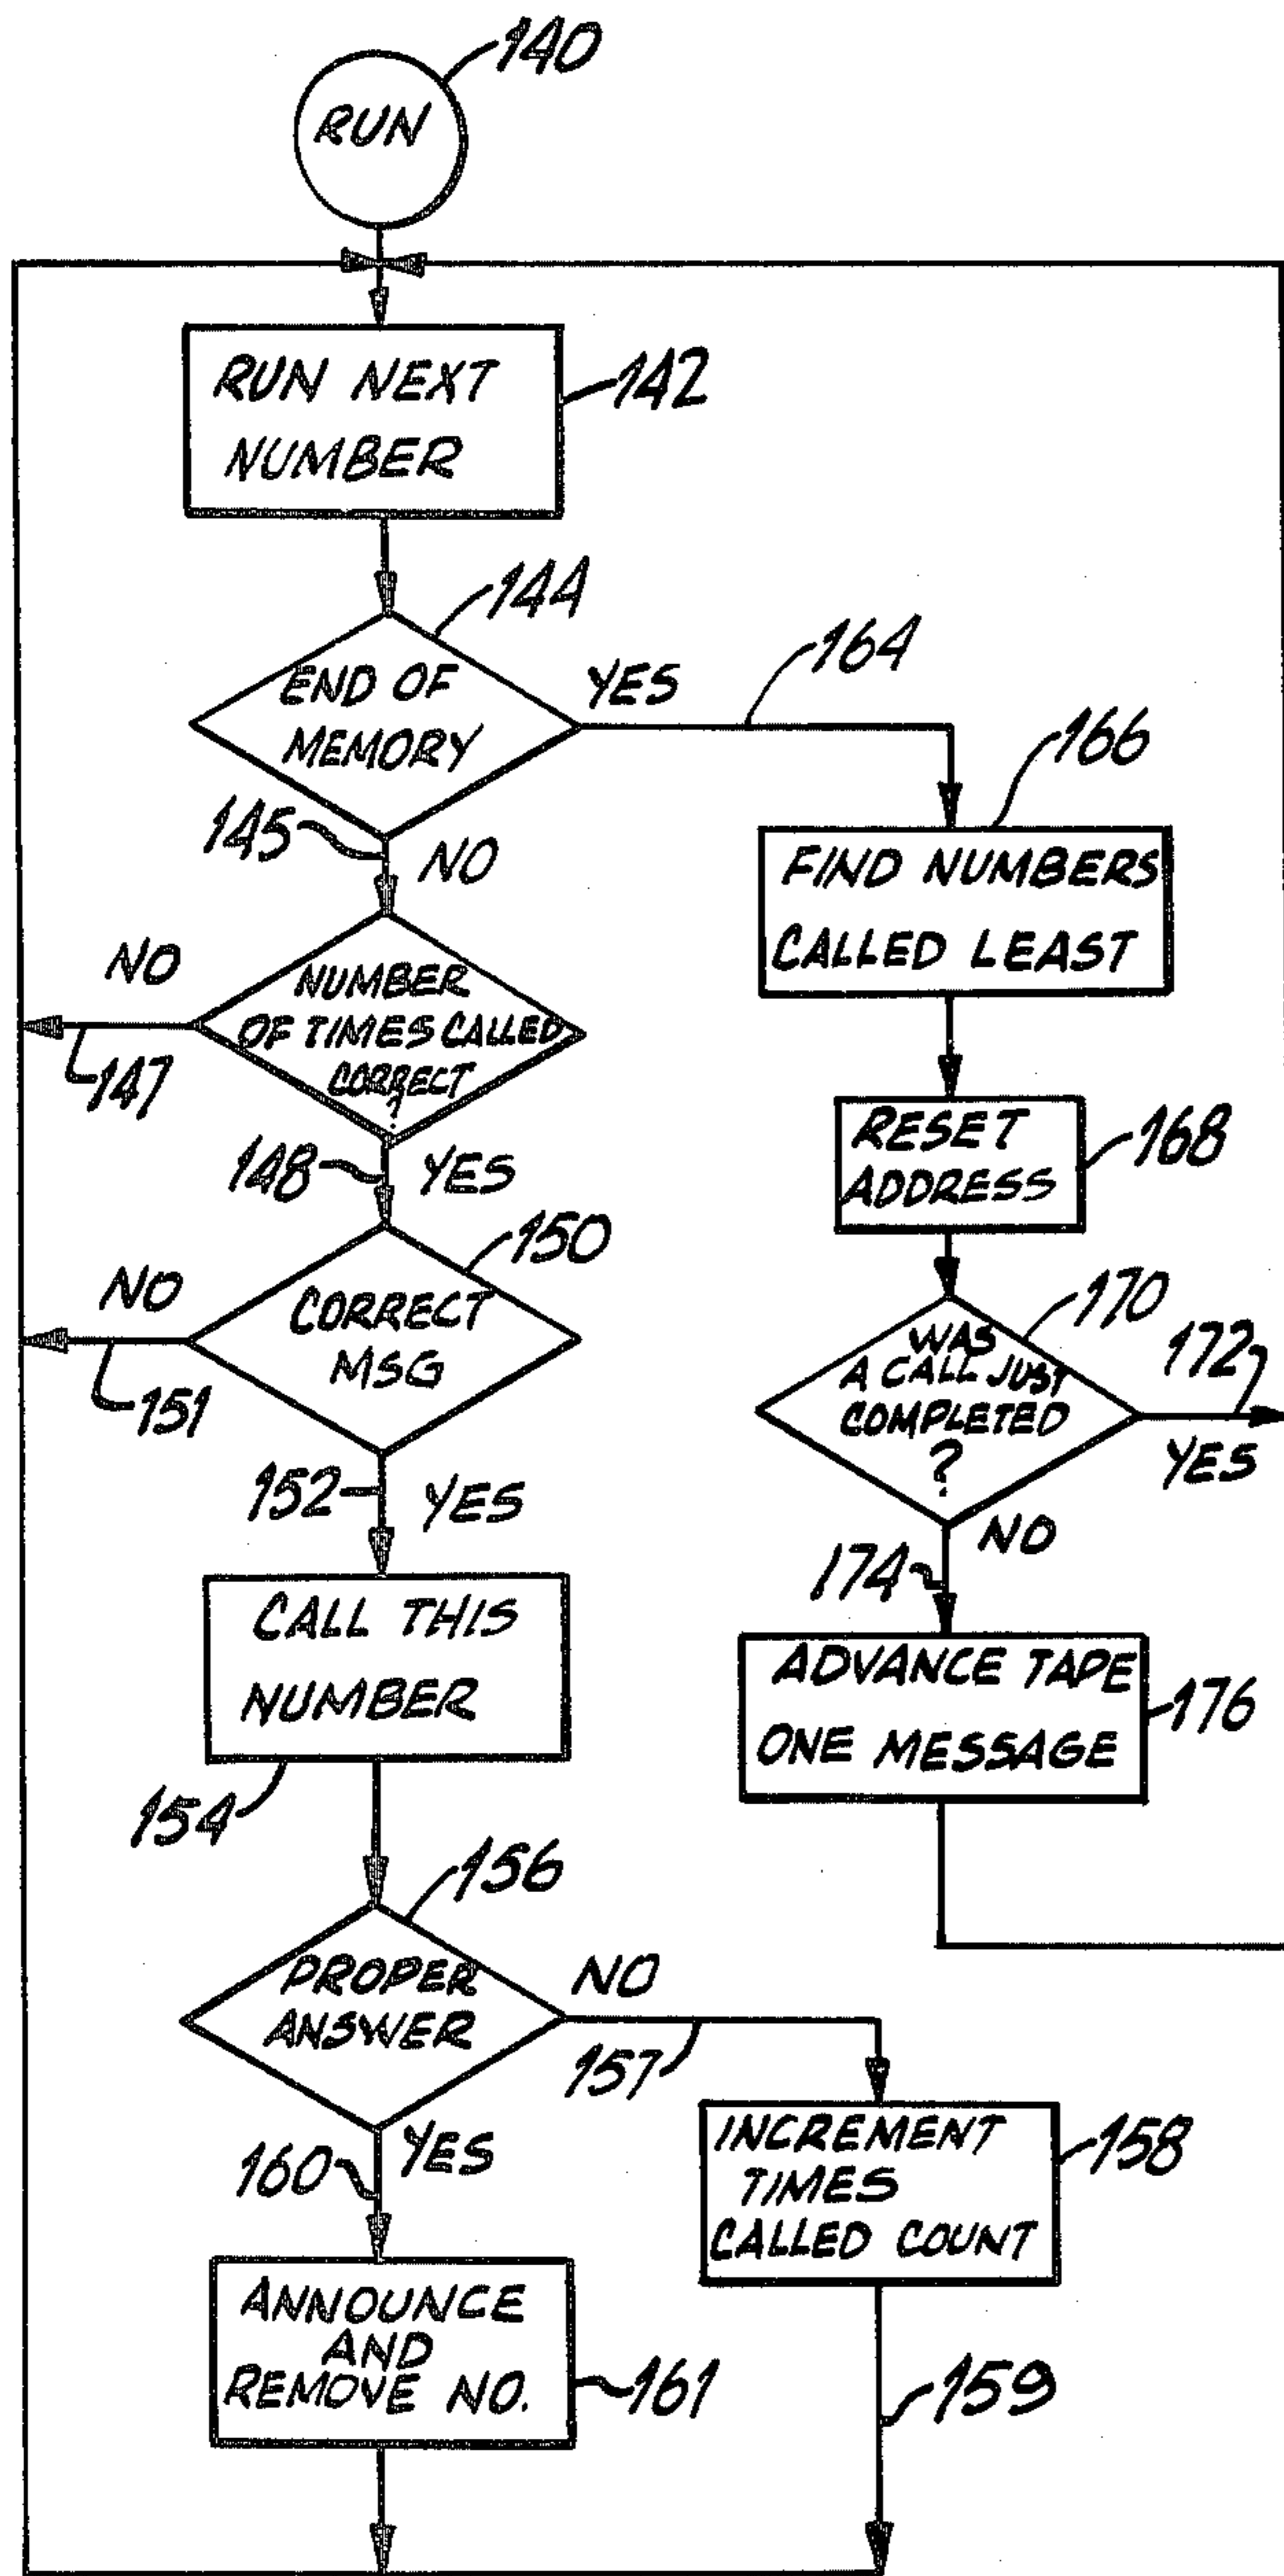 140
RUN
RUN NEXT
NUMBER
142
144
END OF
MEMORY
YES
164
145
NO
166
FIND NUMBERS
CALLED LEAST
NO
147
NUMBER
OF TIMES CALLED
CORRECT
?
148
YES
RESET
ADDRESS
168
150
NO
151
CORRECT
MSG
170
WAS
A CALL JUST
COMPLETED
?
172
YES
152
YES
NO
174
CALL THIS
NUMBER
154
ADVANCE TAPE
ONE MESSAGE
176
156
PROPER
ANSWER
NO
157
160
YES
INCREMENT
TIMES
CALLED COUNT
158
ANNOUNCE
AND
REMOVE NO.
161
159